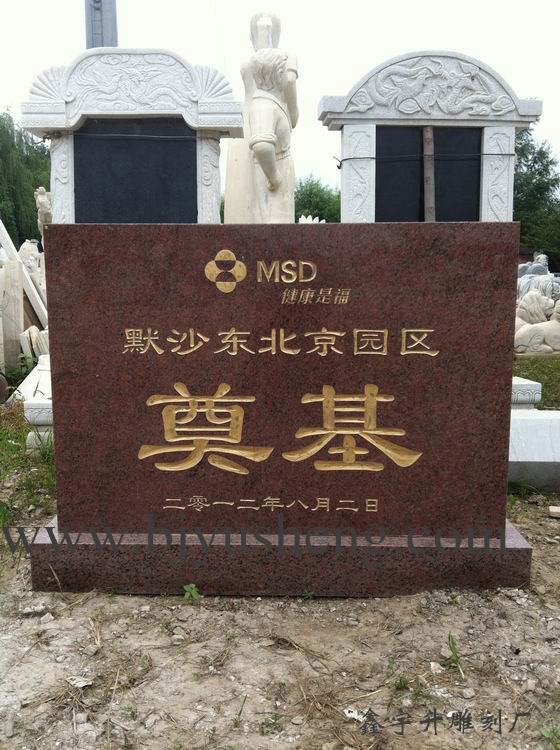 MSD
健康是福
默沙东北京园区
奠基
二零一二年八月二日
www.bjyusheng.com
鑫宇升雕刻厂